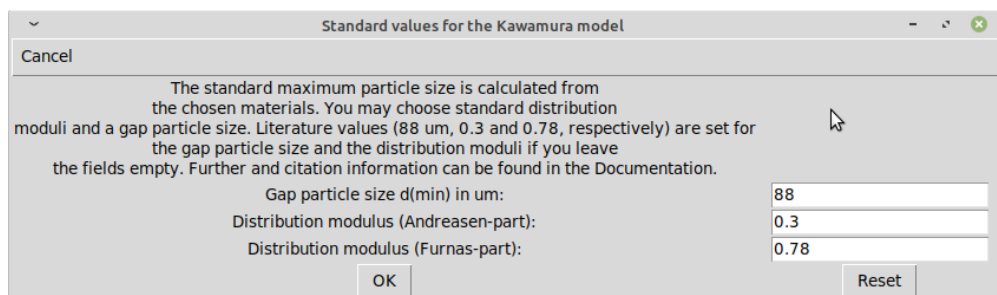 Standard values for the Kawamura model
Cancel
The standard maximum particle size is calculated from
the chosen materials. You may choose standard distribution
moduli and a gap particle size. Literature values (88 um, 0.3 and 0.78, respectively) are set for
the gap particle size and the distribution moduli if you leave
the fields empty. Further and citation information can be found in the Documentation.
Gap particle size d(min) in um: 88
Distribution modulus (Andreasen-part): 0.3
Distribution modulus (Furnas-part): 0.78
OK Reset